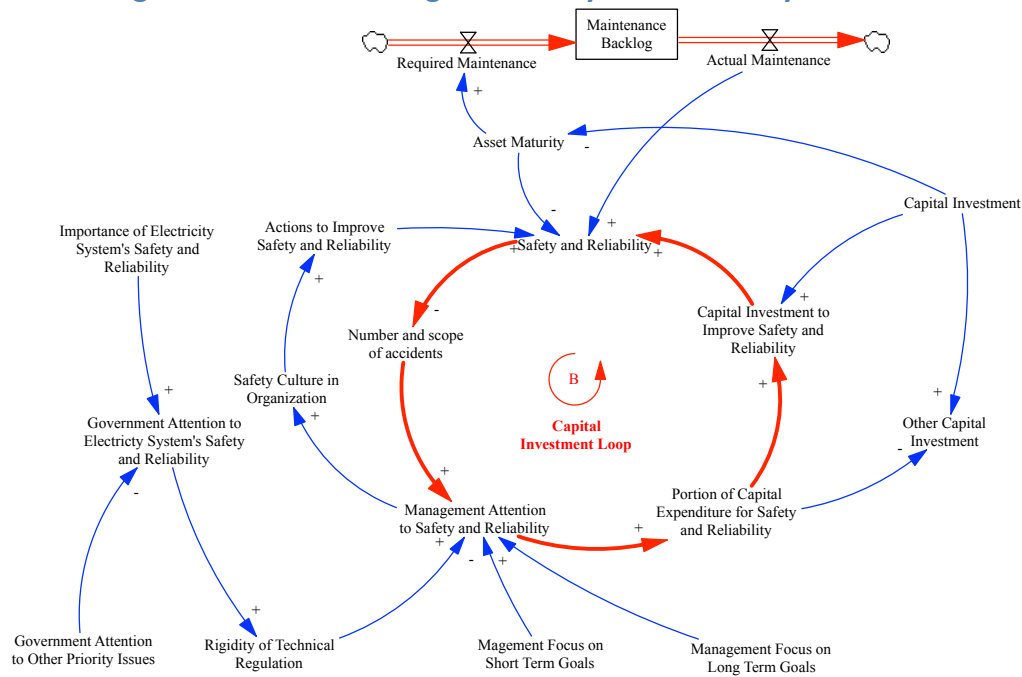 Maintenance
Backlog
Required Maintenance
Actual Maintenance
+
Asset Maturity
-
Capital Investment
-
+
Importance of Electricity
System's Safety and
Reliability
Actions to Improve
Safety and Reliability
+
Safety and Reliability
+
+
+
-
Capital Investment to
Improve Safety and
Reliability
Number and scope
of accidents
B
Safety Culture in
Organization
+
+
+
+
Capital
Investment Loop
Government Attention to
Electricty System's Safety
and Reliability
Other Capital
Investment
-
+
-
Portion of Capital
Expenditure for Safety
and Reliability
Management Attention
to Safety and Reliability
+
+
-
+
+
Government Attention
to Other Priority Issues
Rigidity of Technical
Regulation
Magement Focus on
Short Term Goals
Management Focus on
Long Term Goals